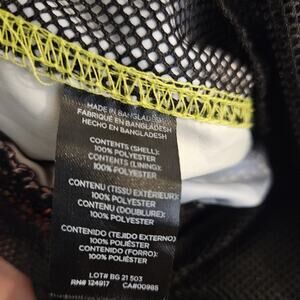 MADE IN BANGLADESH
FABRIQUÉ EN BANGLADESH
HECHO EN BANGLADESH
CONTENTS (SHELL):
100% POLYESTER
CONTENTS (LINING):
100% POLYESTER
CONTENU (TISSU EXTÉRIEUR):
100% POLYESTER
CONTENU (DOUBLURE):
100% POLYESTER
CONTENIDO (TEJIDO EXTERNO):
100% POLIÉSTER
CONTENIDO (FORRO):
100% POLIÉSTER
LOT# BG 21 503
RN# 124917 CA#00985